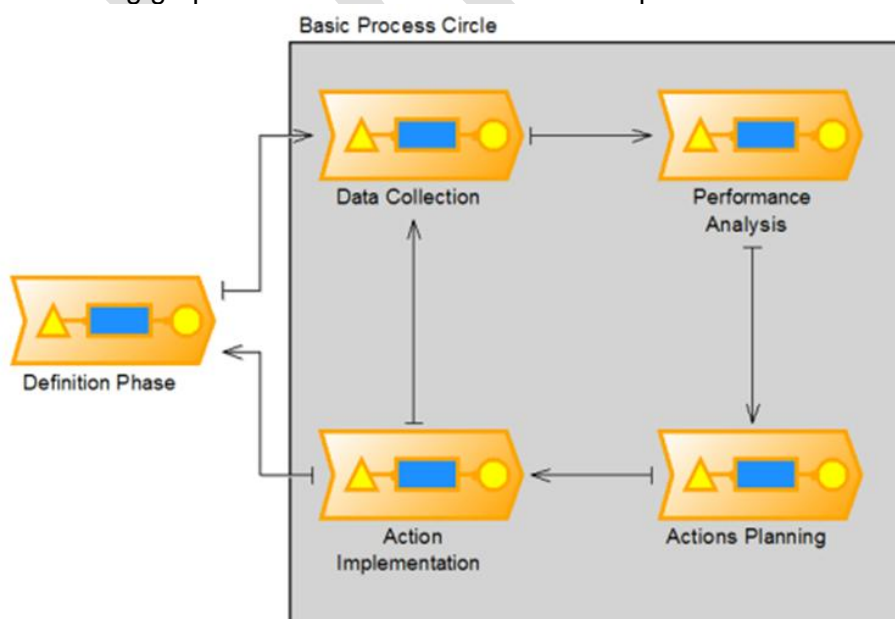 Basic Process Circle
Data Collection
Performance
Analysis
Definition Phase
Action
Implementation
Actions Planning